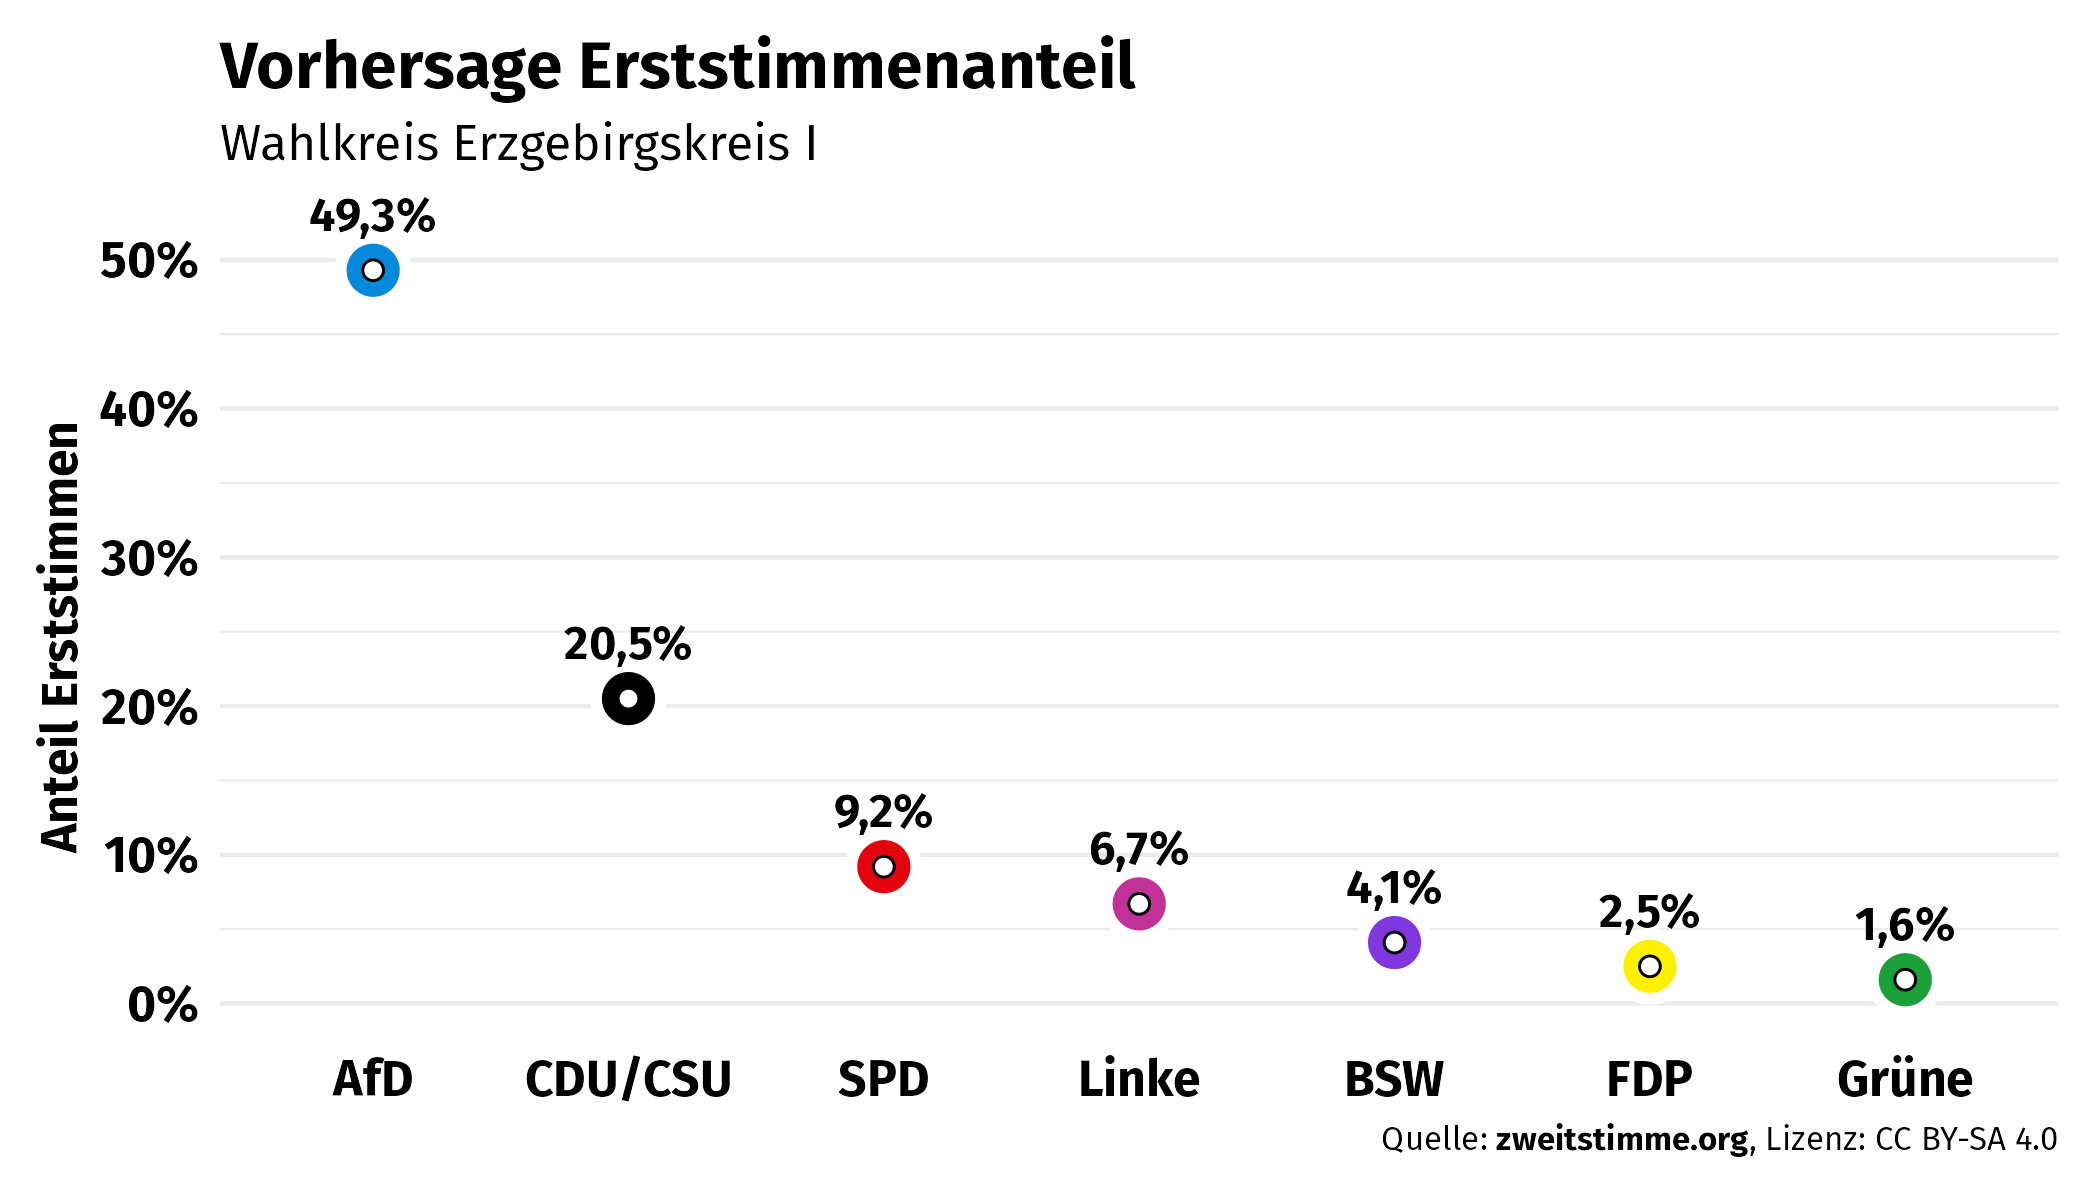 Vorhersage Erststimmenanteil
Wahlkreis Erzgebirgskreis I
Anteil Erststimmen
50%
40%
30%
20%
10%
0%
49,3%
20,5%
9,2%
6,7%
4,1%
2,5%
1,6%
AfD CDU/CSU SPD Linke BSW FDP Grüne
Quelle: zweitstimme.org, Lizenz: CC BY-SA 4.0